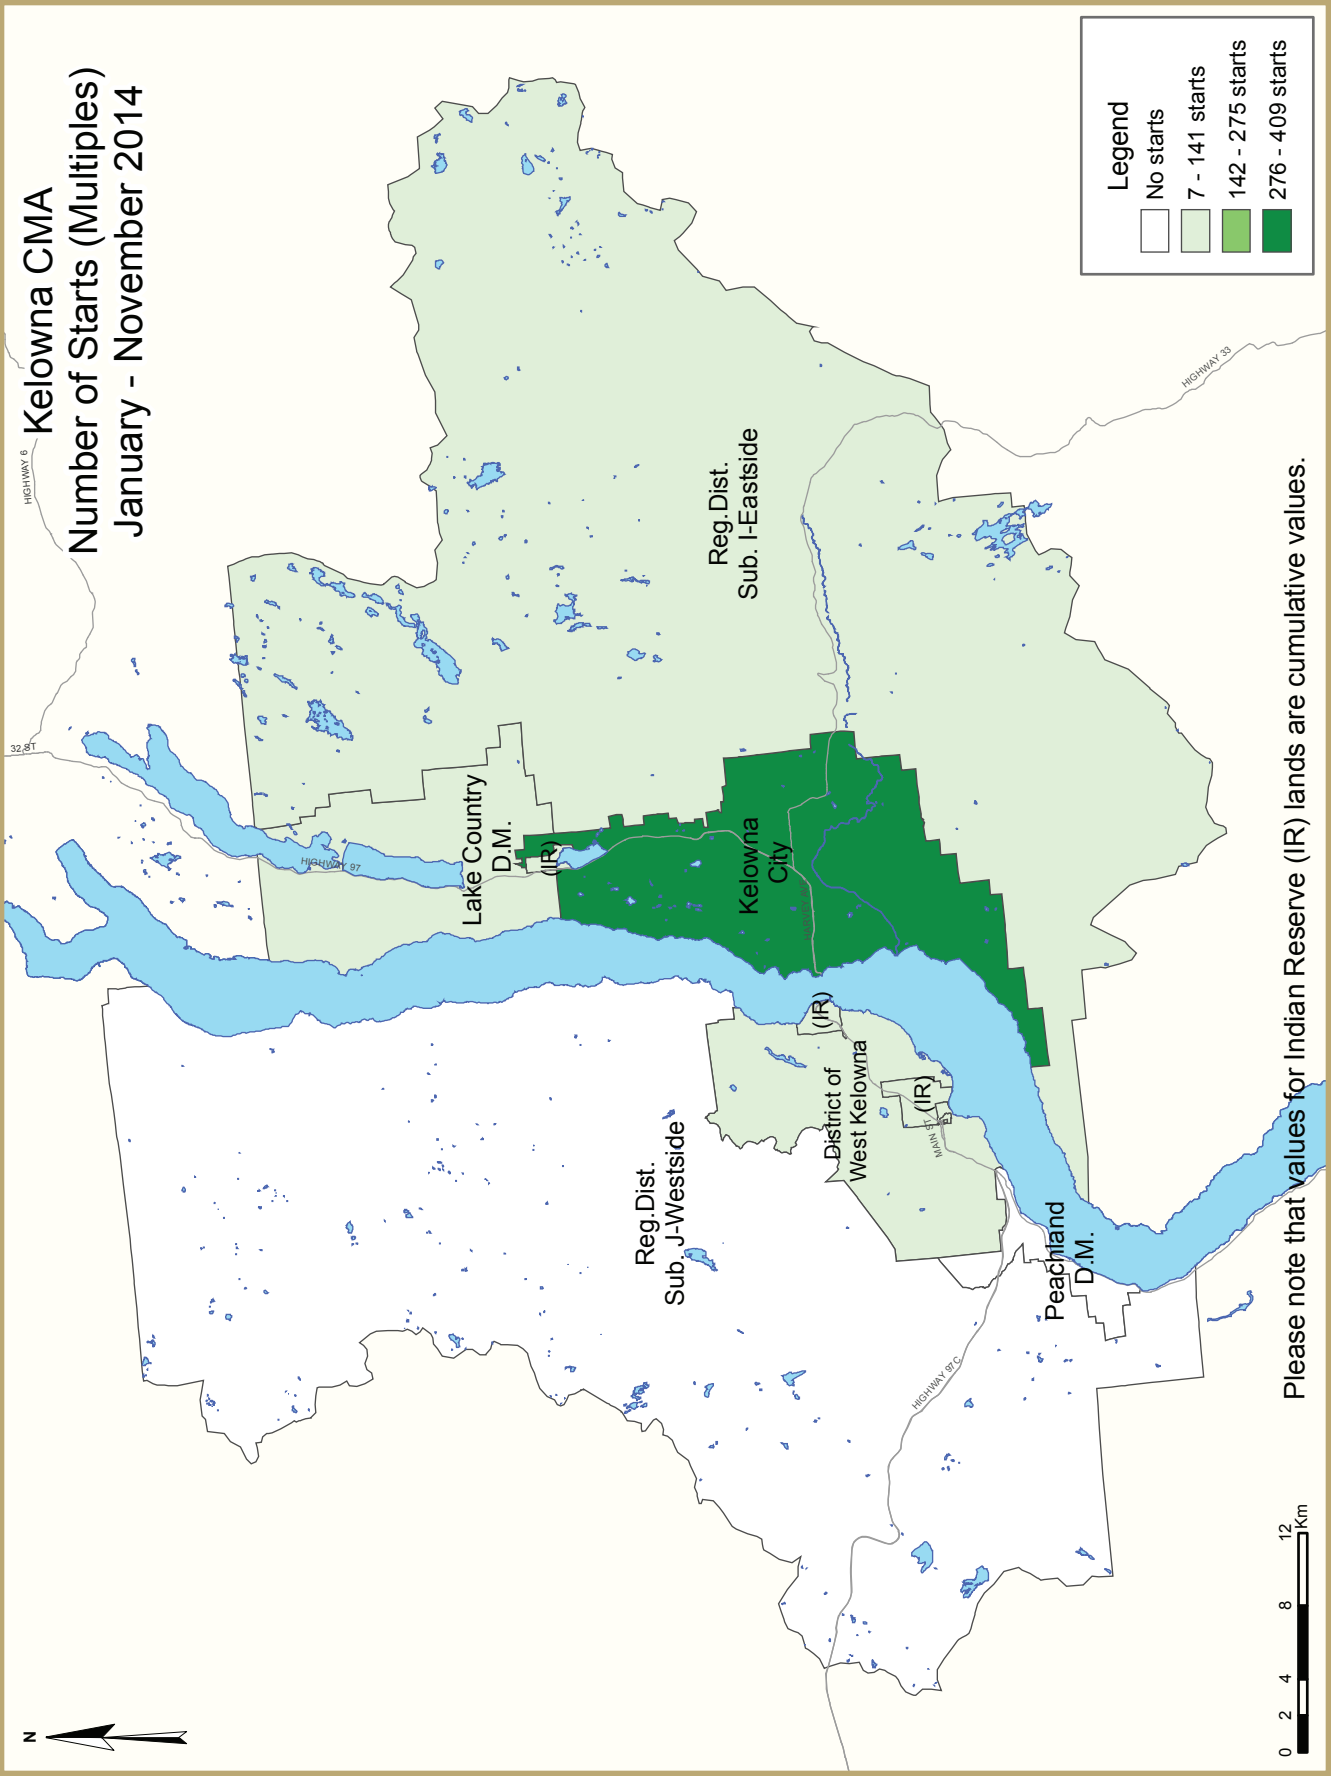 Kelowna CMA
Number of Starts (Multiples)
January - November 2014
N
HIGHWAY 6
32 ST
HIGHWAY 97
Lake Country
D.M.
(IR)
Reg.Dist.
Sub. I-Eastside
Kelowna
City
HARVEY AVE
(IR)
District of
West Kelowna
(IR)
MAIN ST
Reg.Dist.
Sub. J-Westside
Peachland
D.M.
HIGHWAY 97 C
HIGHWAY 33
Legend
No starts
7 - 141 starts
142 - 275 starts
276 - 409 starts
0 2 4 8 12
Km
Please note that values for Indian Reserve (IR) lands are cumulative values.